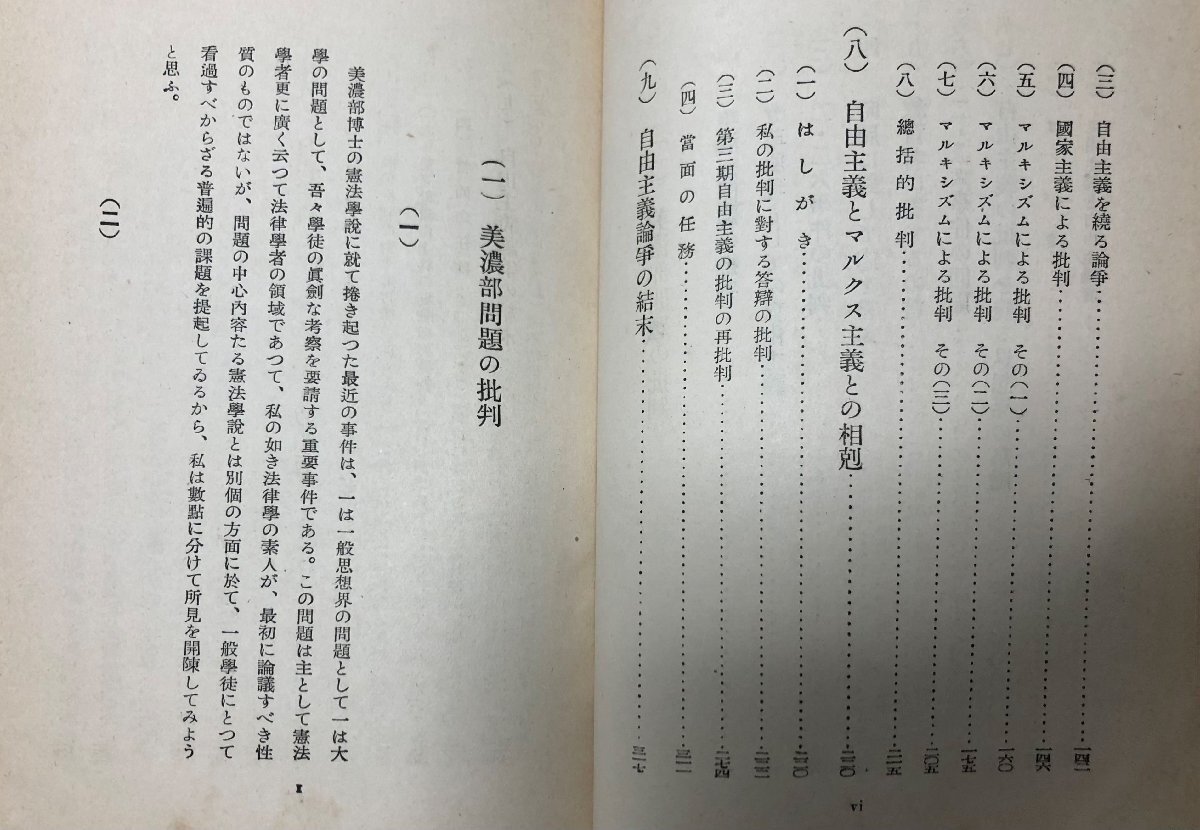 (三) 自由主義を繞る論爭……一四二
(四) 國家主義による批判……一四六
(五) マルキシズムによる批判 その(一)……一六〇
(六) マルキシズムによる批判 その(二)……一七五
(七) マルキシズムによる批判 その(三)……二〇五
(八) 總括的批判……二二五
(八) 自由主義とマルクス主義との相剋……二三〇
(一) はしがき……二三〇
(二) 私の批判に對する答辯の批判……二三三
(三) 第三期自由主義の批判の再批判……二七四
(四) 當面の任務……三一一
(九) 自由主義論爭の結末……三一七
vi
(一) 美濃部問題の批判
(一)
美濃部博士の憲法學說に就て捲き起つた最近の事件は、一は一般思想界の問題として一は大
學の問題として、吾々學徒の眞劍な考察を要請する重要事件である。この問題は主として憲法
學者更に廣く云つて法律學者の領域であつて、私の如き法律學の素人が、最初に論議すべき性
質のものではないが、問題の中心內容たる憲法學說とは別個の方面に於て、一般學徒にとつて
看過すべからざる普遍的の課題を提起してゐるから、私は數點に分けて所見を開陳してみよう
と思ふ。
(二)
I